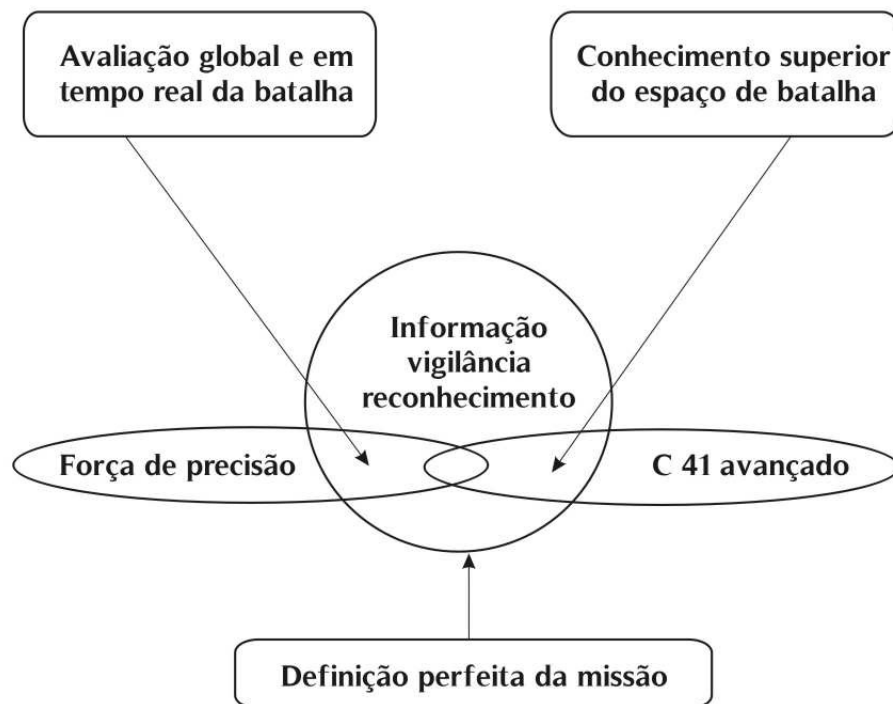 Avaliação global e em
tempo real da batalha
Conhecimento superior
do espaço de batalha
Informação
vigilância
reconhecimento
Força de precisão
C 41 avançado
Definição perfeita da missão